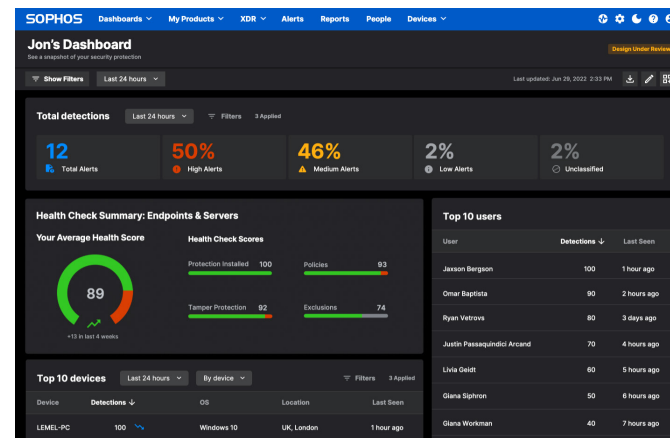 SOPHOS Dashboards My Products XDR Alerts Reports People Devices
Jon's Dashboard
See a snapshot of your security protection
Design Under Review
Show Filters Last 24 hours Last updated: Jun 29, 2022 2:33 PM
Total detections Last 24 hours Filters 3 Applied
12 50% 46% 2% 2%
Total Alerts High Alerts Medium Alerts Low Alerts Unclassified
Health Check Summary: Endpoints & Servers
Your Average Health Score
89
+13 in last 4 weeks
Health Check Scores
Protection Installed 100 Policies 93
Tamper Protection 92 Exclusions 74
Top 10 users
User Detections Last Seen
Jaxson Bergson 100 1 hour ago
Omar Baptista 90 2 hours ago
Ryan Vetrovs 80 3 days ago
Justin Passaquindici Arcand 70 4 hours ago
Livia Geidt 60 5 hours ago
Giana Siphron 50 6 hours ago
Giana Workman 40 7 hours ago
Top 10 devices Last 24 hours By device Filters 3 Applied
Device Detections OS Location Last Seen
LEMEL-PC 100 Windows 10 UK, London 1 hour ago